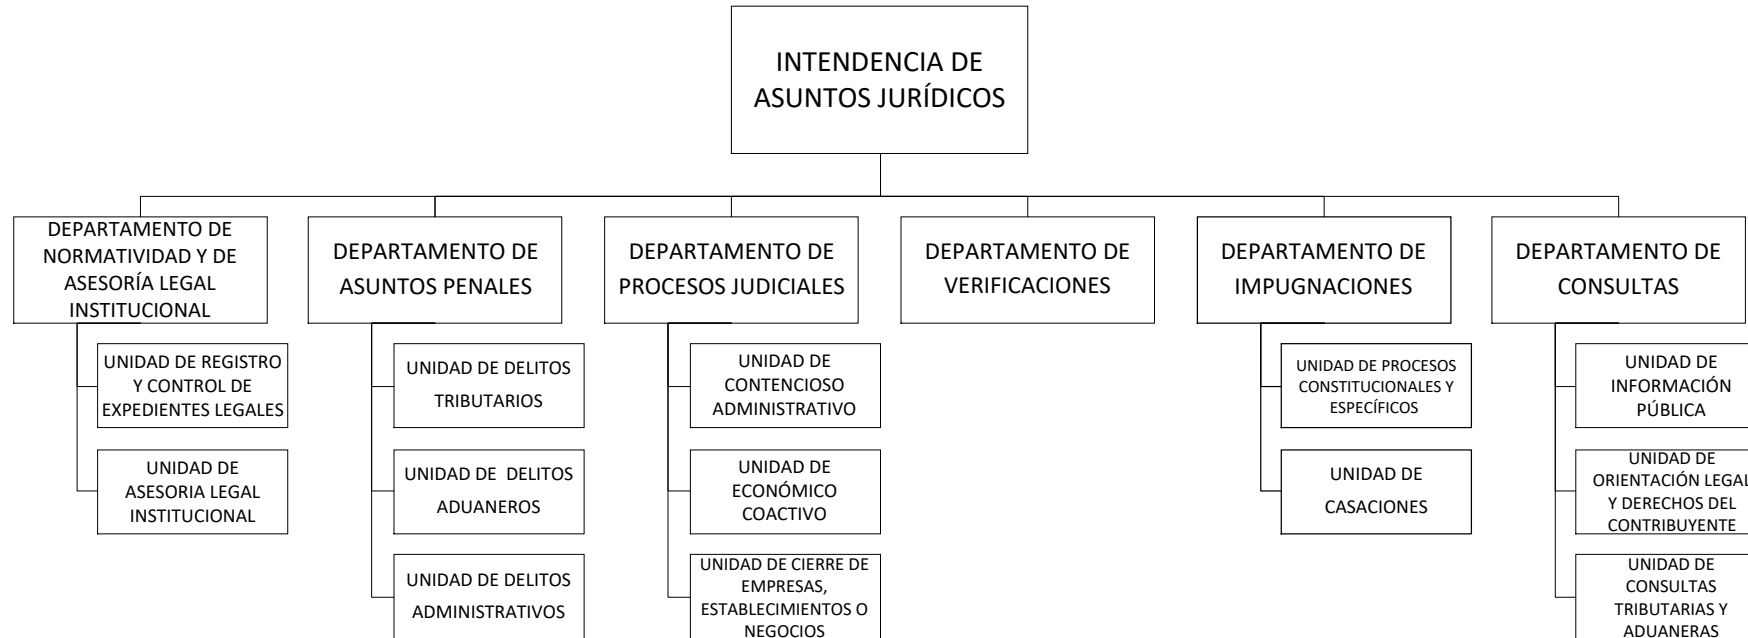 INTENDENCIA DE
ASUNTOS JURÍDICOS
DEPARTAMENTO DE
NORMATIVIDAD Y DE
ASESORÍA LEGAL
INSTITUCIONAL
DEPARTAMENTO DE
ASUNTOS PENALES
DEPARTAMENTO DE
PROCESOS JUDICIALES
DEPARTAMENTO DE
VERIFICACIONES
DEPARTAMENTO DE
IMPUGNACIONES
DEPARTAMENTO DE
CONSULTAS
UNIDAD DE REGISTRO
Y CONTROL DE
EXPEDIENTES LEGALES
UNIDAD DE
ASESORIA LEGAL
INSTITUCIONAL
UNIDAD DE DELITOS
TRIBUTARIOS
UNIDAD DE  DELITOS
ADUANEROS
UNIDAD DE DELITOS
ADMINISTRATIVOS
UNIDAD DE
CONTENCIOSO
ADMINISTRATIVO
UNIDAD DE
ECONÓMICO
COACTIVO
UNIDAD DE CIERRE DE
EMPRESAS,
ESTABLECIMIENTOS O
NEGOCIOS
UNIDAD DE PROCESOS
CONSTITUCIONALES Y
ESPECÍFICOS
UNIDAD DE
CASACIONES
UNIDAD DE
INFORMACIÓN
PÚBLICA
UNIDAD DE
ORIENTACIÓN LEGAL
Y DERECHOS DEL
CONTRIBUYENTE
UNIDAD DE
CONSULTAS
TRIBUTARIAS Y
ADUANERAS